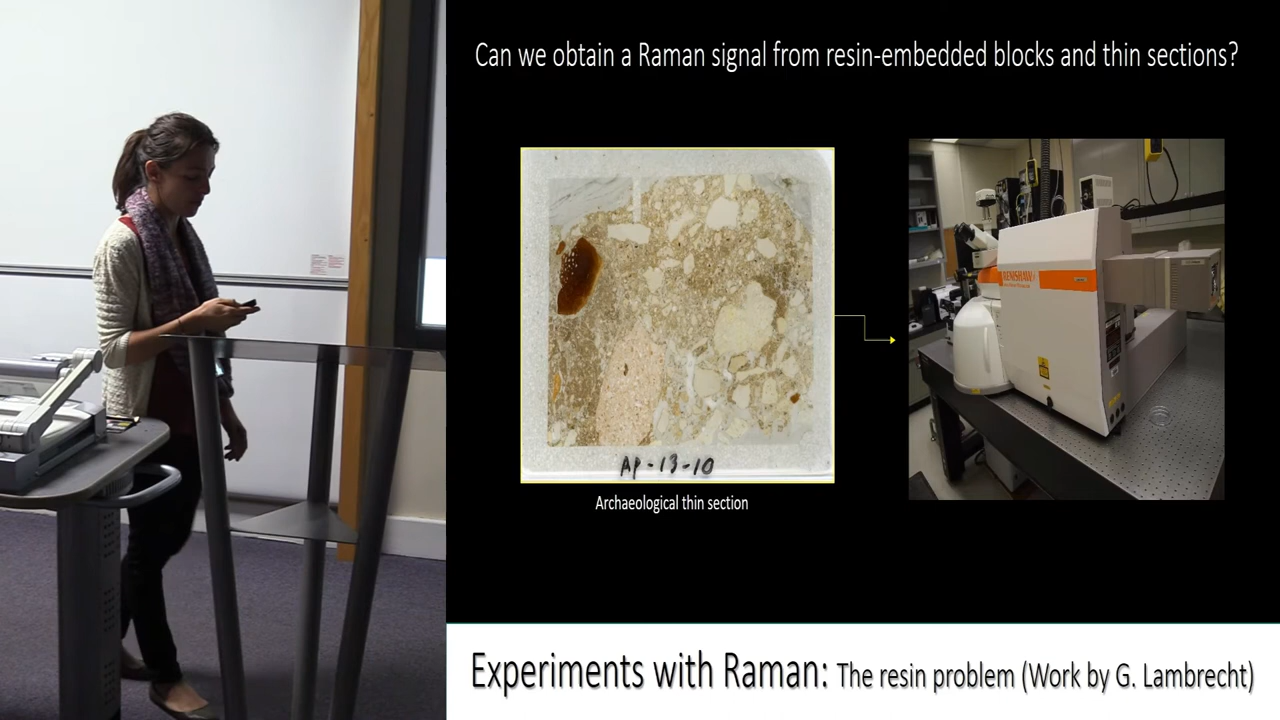 Can we obtain a Raman signal from resin-embedded blocks and thin sections?
RENISHAW
AP-13-10
Archaeological thin section
Experiments with Raman: The resin problem (Work by G. Lambrecht)